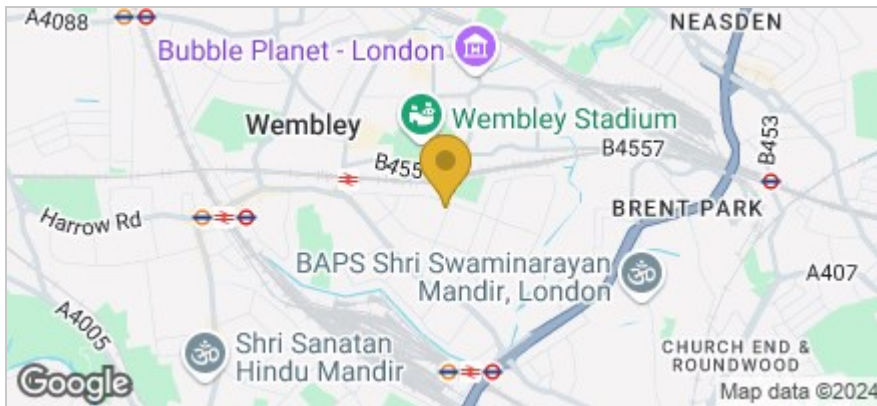 A4088
NEASDEN
Bubble Planet - London
Wembley
Wembley Stadium
B455
B4557
B453
Harrow Rd
BRENT PARK
BAPS Shri Swaminarayan
Mandir, London
A407
A4005
Shri Sanatan
Hindu Mandir
CHURCH END &
ROUNDWOOD
Google
Map data ©2024